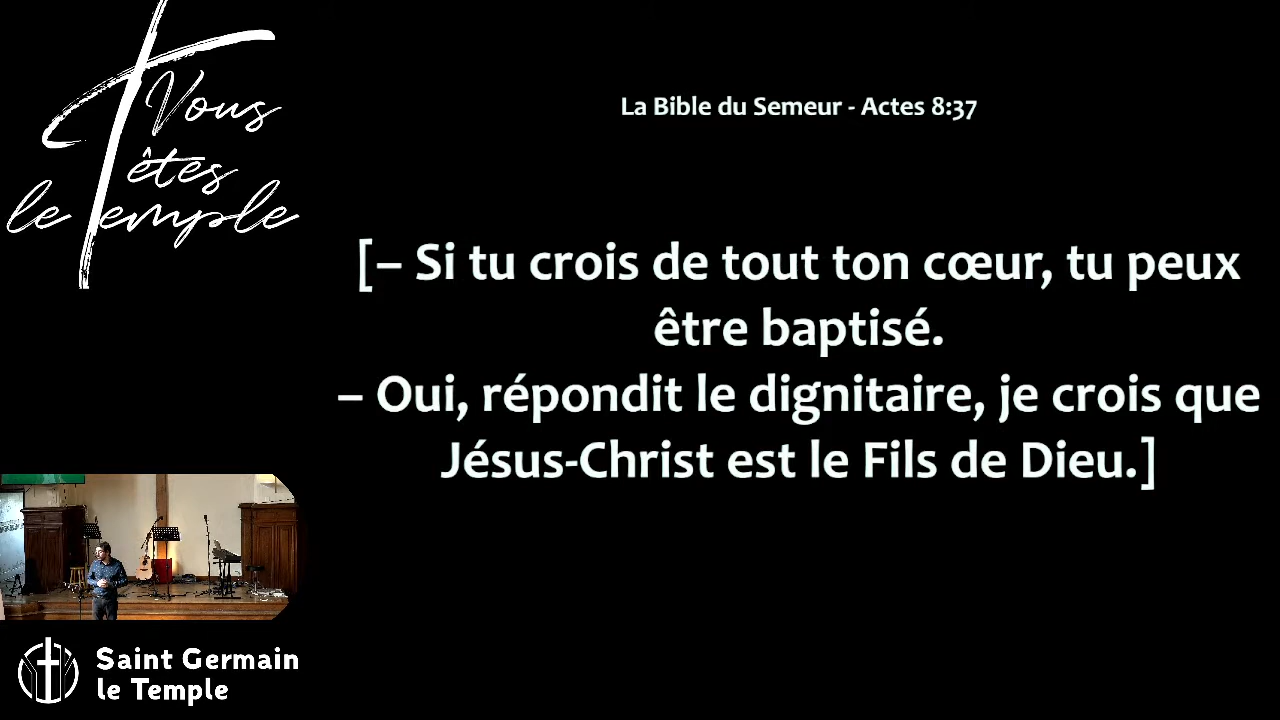 Vous
êtes
le temple
La Bible du Semeur - Actes 8:37
[– Si tu crois de tout ton cœur, tu peux
être baptisé.
– Oui, répondit le dignitaire, je crois que
Jésus-Christ est le Fils de Dieu.]
Saint Germain
le Temple